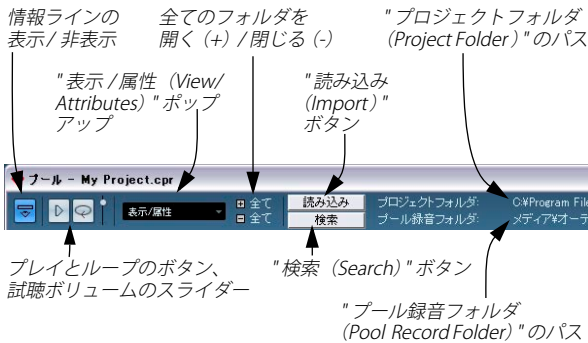 情報ラインの
表示 / 非表示
全てのフォルダを
開く (+) / 閉じる (-)
" プロジェクトフォルダ
(Project Folder )" のパス
" 表示 / 属性（View/
Attributes）" ポップ
アップ
" 読み込み
(Import )"
ボタン
プール - My Project.cpr
表示/属性
全て
全て
読み込み
検索
プロジェクトフォルダ:
プール録音フォルダ:
C:¥Program File
メディア¥オーデ
プレイとループのボタン、
試聴ボリュームのスライダー
" 検索（Search）" ボタン
" プール録音フォルダ
(Pool Record Folder) " のパス